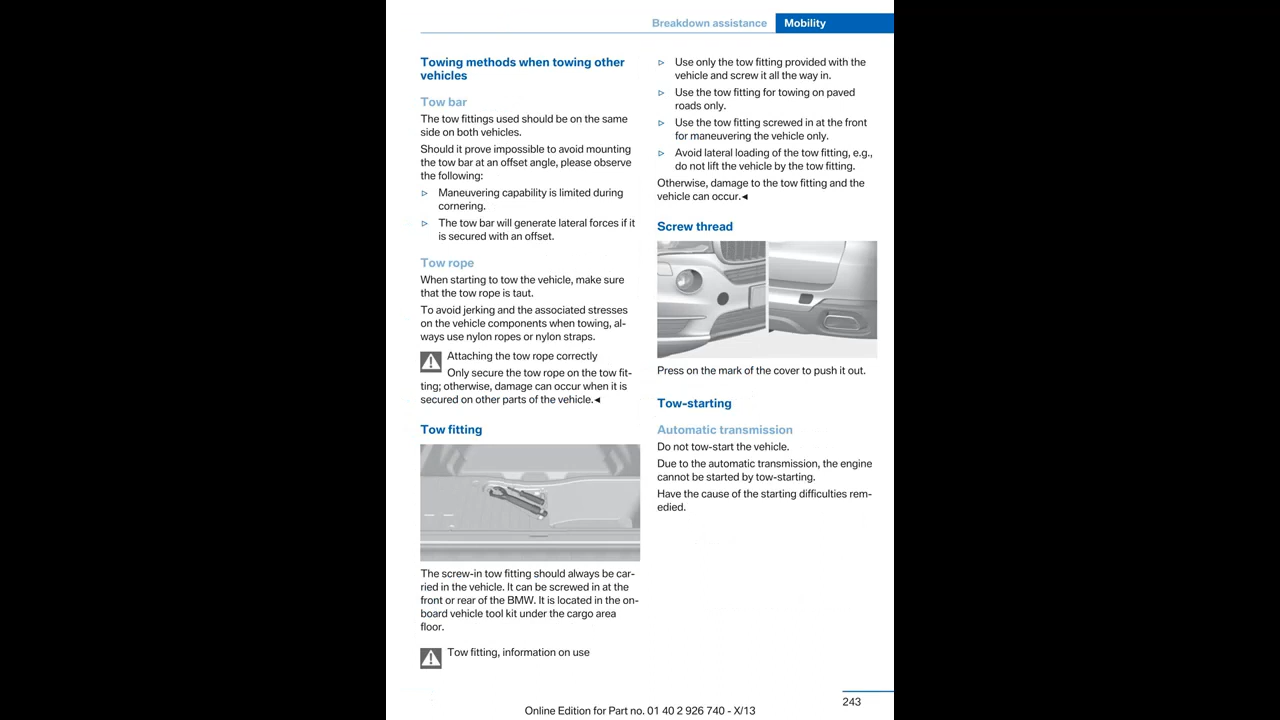 Breakdown assistance Mobility
Towing methods when towing other
vehicles
Tow bar
The tow fittings used should be on the same
side on both vehicles.
Should it prove impossible to avoid mounting
the tow bar at an offset angle, please observe
the following:
▷ Maneuvering capability is limited during
cornering.
▷ The tow bar will generate lateral forces if it
is secured with an offset.
Tow rope
When starting to tow the vehicle, make sure
that the tow rope is taut.
To avoid jerking and the associated stresses
on the vehicle components when towing, al-
ways use nylon ropes or nylon straps.
Attaching the tow rope correctly
Only secure the tow rope on the tow fit-
ting; otherwise, damage can occur when it is
secured on other parts of the vehicle.◄
Tow fitting
The screw-in tow fitting should always be car-
ried in the vehicle. It can be screwed in at the
front or rear of the BMW. It is located in the on-
board vehicle tool kit under the cargo area
floor.
Tow fitting, information on use
▷ Use only the tow fitting provided with the
vehicle and screw it all the way in.
▷ Use the tow fitting for towing on paved
roads only.
▷ Use the tow fitting screwed in at the front
for maneuvering the vehicle only.
▷ Avoid lateral loading of the tow fitting, e.g.,
do not lift the vehicle by the tow fitting.
Otherwise, damage to the tow fitting and the
vehicle can occur.◄
Screw thread
Press on the mark of the cover to push it out.
Tow-starting
Automatic transmission
Do not tow-start the vehicle.
Due to the automatic transmission, the engine
cannot be started by tow-starting.
Have the cause of the starting difficulties rem-
edied.
243
Online Edition for Part no. 01 40 2 926 740 - X/13